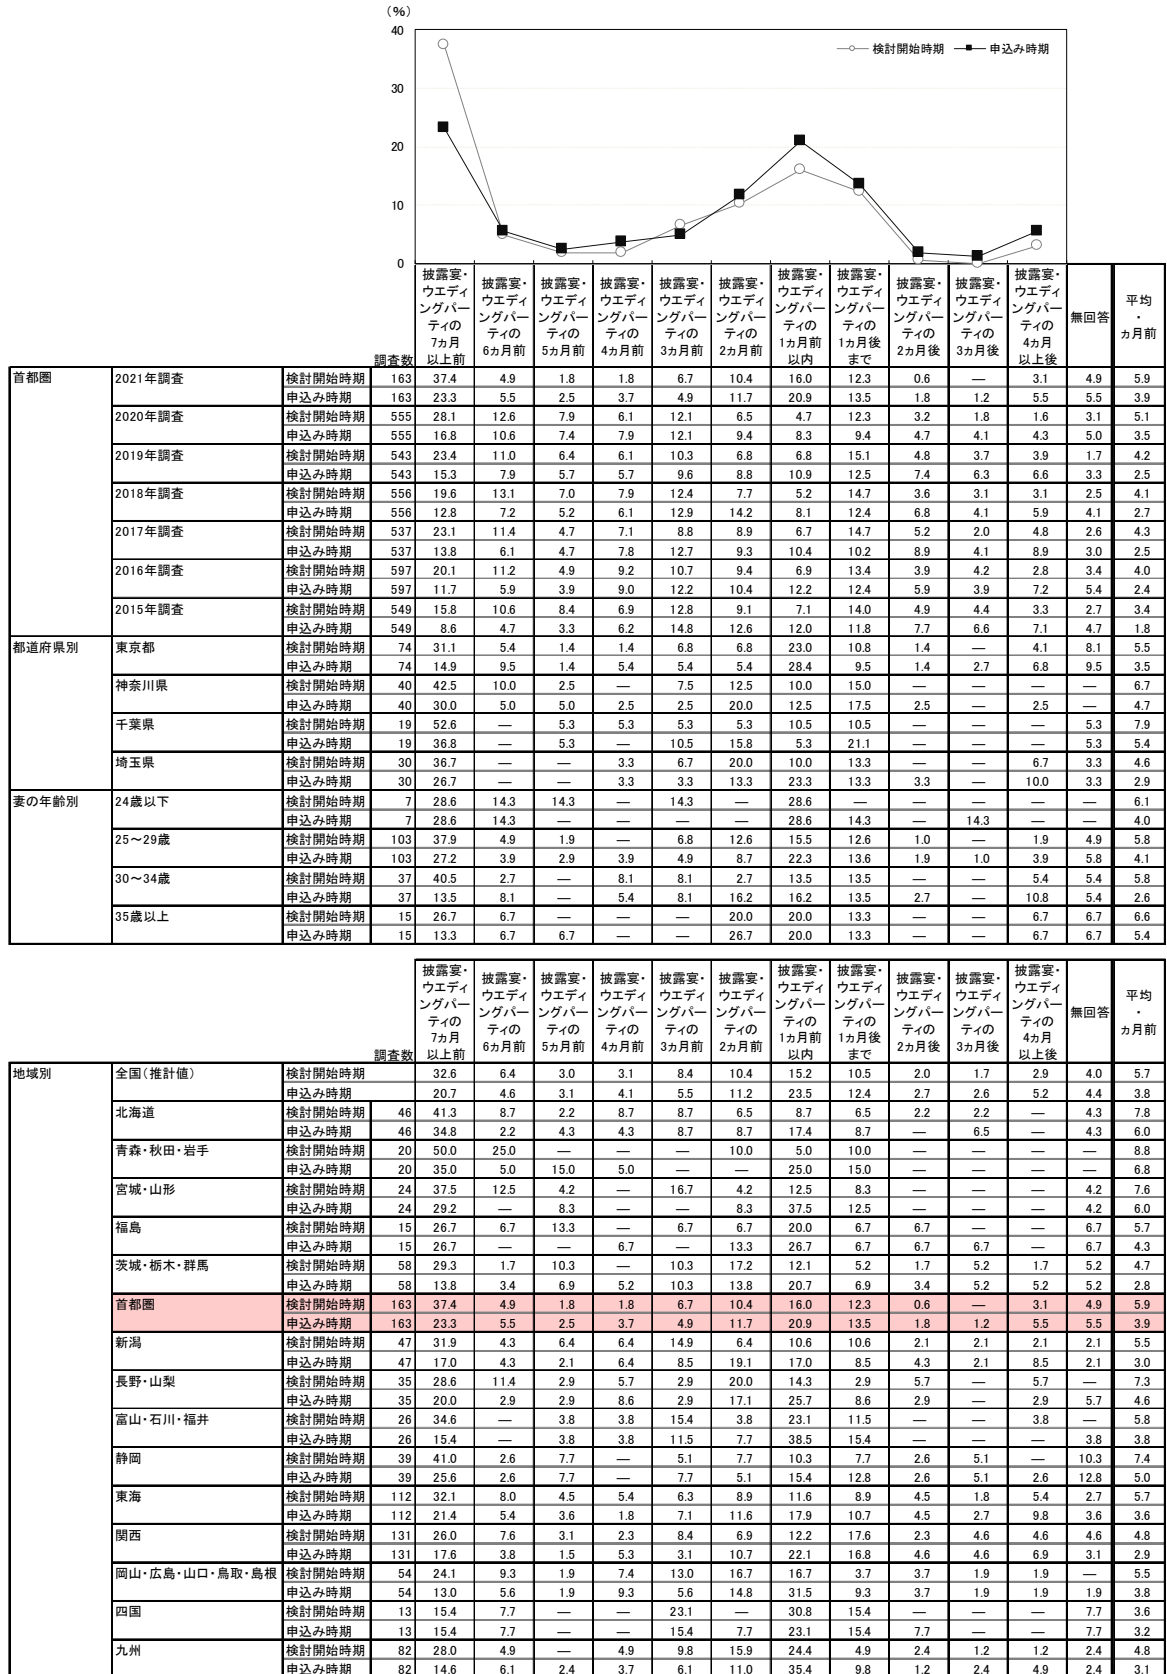 (%)
40
30
20
10
0
検討開始時期 申込み時期
調査数 披露宴・ウエディングパーティの7ヵ月以上前 披露宴・ウエディングパーティの6ヵ月前 披露宴・ウエディングパーティの5ヵ月前 披露宴・ウエディングパーティの4ヵ月前 披露宴・ウエディングパーティの3ヵ月前 披露宴・ウエディングパーティの2ヵ月前 披露宴・ウエディングパーティの1ヵ月前以内 披露宴・ウエディングパーティの1ヵ月後まで 披露宴・ウエディングパーティの2ヵ月後 披露宴・ウエディングパーティの3ヵ月後 披露宴・ウエディングパーティの4ヵ月以上後 無回答 平均・ヵ月前
首都圏 2021年調査 検討開始時期 163 37.4 4.9 1.8 1.8 6.7 10.4 16.0 12.3 0.6 — 3.1 4.9 5.9
申込み時期 163 23.3 5.5 2.5 3.7 4.9 11.7 20.9 13.5 1.8 1.2 5.5 5.5 3.9
2020年調査 検討開始時期 555 28.1 12.6 7.9 6.1 12.1 6.5 4.7 12.3 3.2 1.8 1.6 3.1 5.1
申込み時期 555 16.8 10.6 7.4 7.9 12.1 9.4 8.3 9.4 4.7 4.1 4.3 5.0 3.5
2019年調査 検討開始時期 543 23.4 11.0 6.4 6.1 10.3 6.8 6.8 15.1 4.8 3.7 3.9 1.7 4.2
申込み時期 543 15.3 7.9 5.7 5.7 9.6 8.8 10.9 12.5 7.4 6.3 6.6 3.3 2.5
2018年調査 検討開始時期 556 19.6 13.1 7.0 7.9 12.4 7.7 5.2 14.7 3.6 3.1 3.1 2.5 4.1
申込み時期 556 12.8 7.2 5.2 6.1 12.9 14.2 8.1 12.4 6.8 4.1 5.9 4.1 2.7
2017年調査 検討開始時期 537 23.1 11.4 4.7 7.1 8.8 8.9 6.7 14.7 5.2 2.0 4.8 2.6 4.3
申込み時期 537 13.8 6.1 4.7 7.8 12.7 9.3 10.4 10.2 8.9 4.1 8.9 3.0 2.5
2016年調査 検討開始時期 597 20.1 11.2 4.9 9.2 10.7 9.4 6.9 13.4 3.9 4.2 2.8 3.4 4.0
申込み時期 597 11.7 5.9 3.9 9.0 12.2 10.4 12.2 12.4 5.9 3.9 7.2 5.4 2.4
2015年調査 検討開始時期 549 15.8 10.6 8.4 6.9 12.8 9.1 7.1 14.0 4.9 4.4 3.3 2.7 3.4
申込み時期 549 8.6 4.7 3.3 6.2 14.8 12.6 12.0 11.8 7.7 6.6 7.1 4.7 1.8
都道府県別 東京都 検討開始時期 74 31.1 5.4 1.4 1.4 6.8 6.8 23.0 10.8 1.4 — 4.1 8.1 5.5
申込み時期 74 14.9 9.5 1.4 5.4 5.4 5.4 28.4 9.5 1.4 2.7 6.8 9.5 3.5
神奈川県 検討開始時期 40 42.5 10.0 2.5 — 7.5 12.5 10.0 15.0 — — — — 6.7
申込み時期 40 30.0 5.0 5.0 2.5 2.5 20.0 12.5 17.5 2.5 — 2.5 — 4.7
千葉県 検討開始時期 19 52.6 — 5.3 5.3 5.3 5.3 10.5 10.5 — — — 5.3 7.9
申込み時期 19 36.8 — 5.3 — 10.5 15.8 5.3 21.1 — — — 5.3 5.4
埼玉県 検討開始時期 30 36.7 — — 3.3 6.7 20.0 10.0 13.3 — — 6.7 3.3 4.6
申込み時期 30 26.7 — — 3.3 3.3 13.3 23.3 13.3 3.3 — 10.0 3.3 2.9
妻の年齢別 24歳以下 検討開始時期 7 28.6 14.3 14.3 — 14.3 — 28.6 — — — — — 6.1
申込み時期 7 28.6 14.3 — — — — 28.6 14.3 — 14.3 — — 4.0
25～29歳 検討開始時期 103 37.9 4.9 1.9 — 6.8 12.6 15.5 12.6 1.0 — 1.9 4.9 5.8
申込み時期 103 27.2 3.9 2.9 3.9 4.9 8.7 22.3 13.6 1.9 1.0 3.9 5.8 4.1
30～34歳 検討開始時期 37 40.5 2.7 — 8.1 8.1 2.7 13.5 13.5 — — 5.4 5.4 5.8
申込み時期 37 13.5 8.1 — 5.4 8.1 16.2 16.2 13.5 2.7 — 10.8 5.4 2.6
35歳以上 検討開始時期 15 26.7 6.7 — — — 20.0 20.0 13.3 — — 6.7 6.7 6.6
申込み時期 15 13.3 6.7 6.7 — — 26.7 20.0 13.3 — — 6.7 6.7 5.4
調査数 披露宴・ウエディングパーティの7ヵ月以上前 披露宴・ウエディングパーティの6ヵ月前 披露宴・ウエディングパーティの5ヵ月前 披露宴・ウエディングパーティの4ヵ月前 披露宴・ウエディングパーティの3ヵ月前 披露宴・ウエディングパーティの2ヵ月前 披露宴・ウエディングパーティの1ヵ月前以内 披露宴・ウエディングパーティの1ヵ月後まで 披露宴・ウエディングパーティの2ヵ月後 披露宴・ウエディングパーティの3ヵ月後 披露宴・ウエディングパーティの4ヵ月以上後 無回答 平均・ヵ月前
地域別 全国(推計値) 検討開始時期 32.6 6.4 3.0 3.1 8.4 10.4 15.2 10.5 2.0 1.7 2.9 4.0 5.7
申込み時期 20.7 4.6 3.1 4.1 5.5 11.2 23.5 12.4 2.7 2.6 5.2 4.4 3.8
北海道 検討開始時期 46 41.3 8.7 2.2 8.7 8.7 6.5 8.7 6.5 2.2 2.2 — 4.3 7.8
申込み時期 46 34.8 2.2 4.3 4.3 8.7 8.7 17.4 8.7 — 6.5 — 4.3 6.0
青森・秋田・岩手 検討開始時期 20 50.0 25.0 — — — 10.0 5.0 10.0 — — — — 8.8
申込み時期 20 35.0 5.0 15.0 5.0 — — 25.0 15.0 — — — — 6.8
宮城・山形 検討開始時期 24 37.5 12.5 4.2 — 16.7 4.2 12.5 8.3 — — — 4.2 7.6
申込み時期 24 29.2 — 8.3 — — 8.3 37.5 12.5 — — — 4.2 6.0
福島 検討開始時期 15 26.7 6.7 13.3 — 6.7 6.7 20.0 6.7 6.7 — — 6.7 5.7
申込み時期 15 26.7 — — 6.7 — 13.3 26.7 6.7 6.7 6.7 — 6.7 4.3
茨城・栃木・群馬 検討開始時期 58 29.3 1.7 10.3 — 10.3 17.2 12.1 5.2 1.7 5.2 1.7 5.2 4.7
申込み時期 58 13.8 3.4 6.9 5.2 10.3 13.8 20.7 6.9 3.4 5.2 5.2 5.2 2.8
首都圏 検討開始時期 163 37.4 4.9 1.8 1.8 6.7 10.4 16.0 12.3 0.6 — 3.1 4.9 5.9
申込み時期 163 23.3 5.5 2.5 3.7 4.9 11.7 20.9 13.5 1.8 1.2 5.5 5.5 3.9
新潟 検討開始時期 47 31.9 4.3 6.4 6.4 14.9 6.4 10.6 10.6 2.1 2.1 2.1 2.1 5.5
申込み時期 47 17.0 4.3 2.1 6.4 8.5 19.1 17.0 8.5 4.3 2.1 8.5 2.1 3.0
長野・山梨 検討開始時期 35 28.6 11.4 2.9 5.7 2.9 20.0 14.3 2.9 5.7 — 5.7 — 7.3
申込み時期 35 20.0 2.9 2.9 8.6 2.9 17.1 25.7 8.6 2.9 — 2.9 5.7 4.6
富山・石川・福井 検討開始時期 26 34.6 — 3.8 3.8 15.4 3.8 23.1 11.5 — — 3.8 — 5.8
申込み時期 26 15.4 — 3.8 3.8 11.5 7.7 38.5 15.4 — — — 3.8 3.8
静岡 検討開始時期 39 41.0 2.6 7.7 — 5.1 7.7 10.3 7.7 2.6 5.1 — 10.3 7.4
申込み時期 39 25.6 2.6 7.7 — 7.7 5.1 15.4 12.8 2.6 5.1 2.6 12.8 5.0
東海 検討開始時期 112 32.1 8.0 4.5 5.4 6.3 8.9 11.6 8.9 4.5 1.8 5.4 2.7 5.7
申込み時期 112 21.4 5.4 3.6 1.8 7.1 11.6 17.9 10.7 4.5 2.7 9.8 3.6 3.6
関西 検討開始時期 131 26.0 7.6 3.1 2.3 8.4 6.9 12.2 17.6 2.3 4.6 4.6 4.6 4.8
申込み時期 131 17.6 3.8 1.5 5.3 3.1 10.7 22.1 16.8 4.6 4.6 6.9 3.1 2.9
岡山・広島・山口・鳥取・島根 検討開始時期 54 24.1 9.3 1.9 7.4 13.0 16.7 16.7 3.7 3.7 1.9 1.9 — 5.5
申込み時期 54 13.0 5.6 1.9 9.3 5.6 14.8 31.5 9.3 3.7 1.9 1.9 1.9 3.8
四国 検討開始時期 13 15.4 7.7 — — 23.1 — 30.8 15.4 — — — 7.7 3.6
申込み時期 13 15.4 7.7 — — 15.4 7.7 23.1 15.4 7.7 — — 7.7 3.2
九州 検討開始時期 82 28.0 4.9 — 4.9 9.8 15.9 24.4 4.9 2.4 1.2 1.2 2.4 4.8
申込み時期 82 14.6 6.1 2.4 3.7 6.1 11.0 35.4 9.8 1.2 2.4 4.9 2.4 3.1